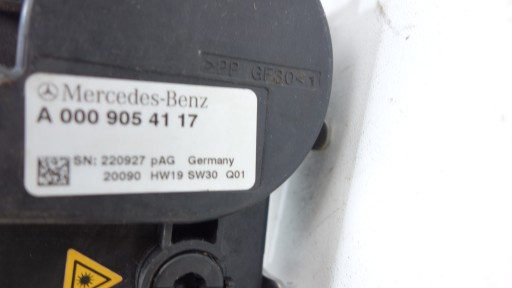 >PP GF30<
Mercedes-Benz
A 000 905 41 17
SN: 220927 pAG Germany
20090 HW19 SW30 Q01